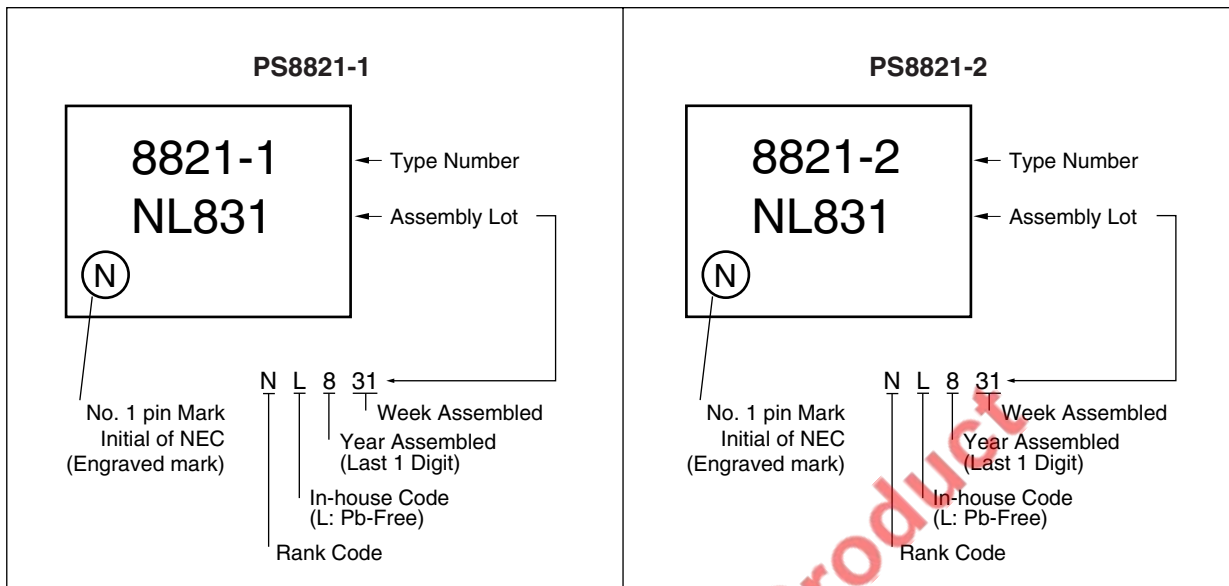 PS8821-1
8821-1
Type Number
NL831
Assembly Lot
N
N L 8 31
No. 1 pin Mark
Initial of NEC
(Engraved mark)
Week Assembled
Year Assembled
(Last 1 Digit)
In-house Code
(L: Pb-Free)
Rank Code
PS8821-2
8821-2
Type Number
NL831
Assembly Lot
N
N L 8 31
No. 1 pin Mark
Initial of NEC
(Engraved mark)
Week Assembled
Year Assembled
(Last 1 Digit)
In-house Code
(L: Pb-Free)
Rank Code
roduct